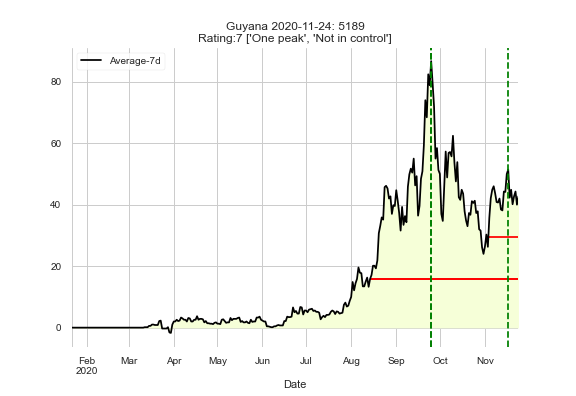 Guyana 2020-11-24: 5189
Rating:7 ['One peak', 'Not in control']
Average-7d
80
60
40
20
0
Feb Mar Apr May Jun Jul Aug Sep Oct Nov
2020
Date